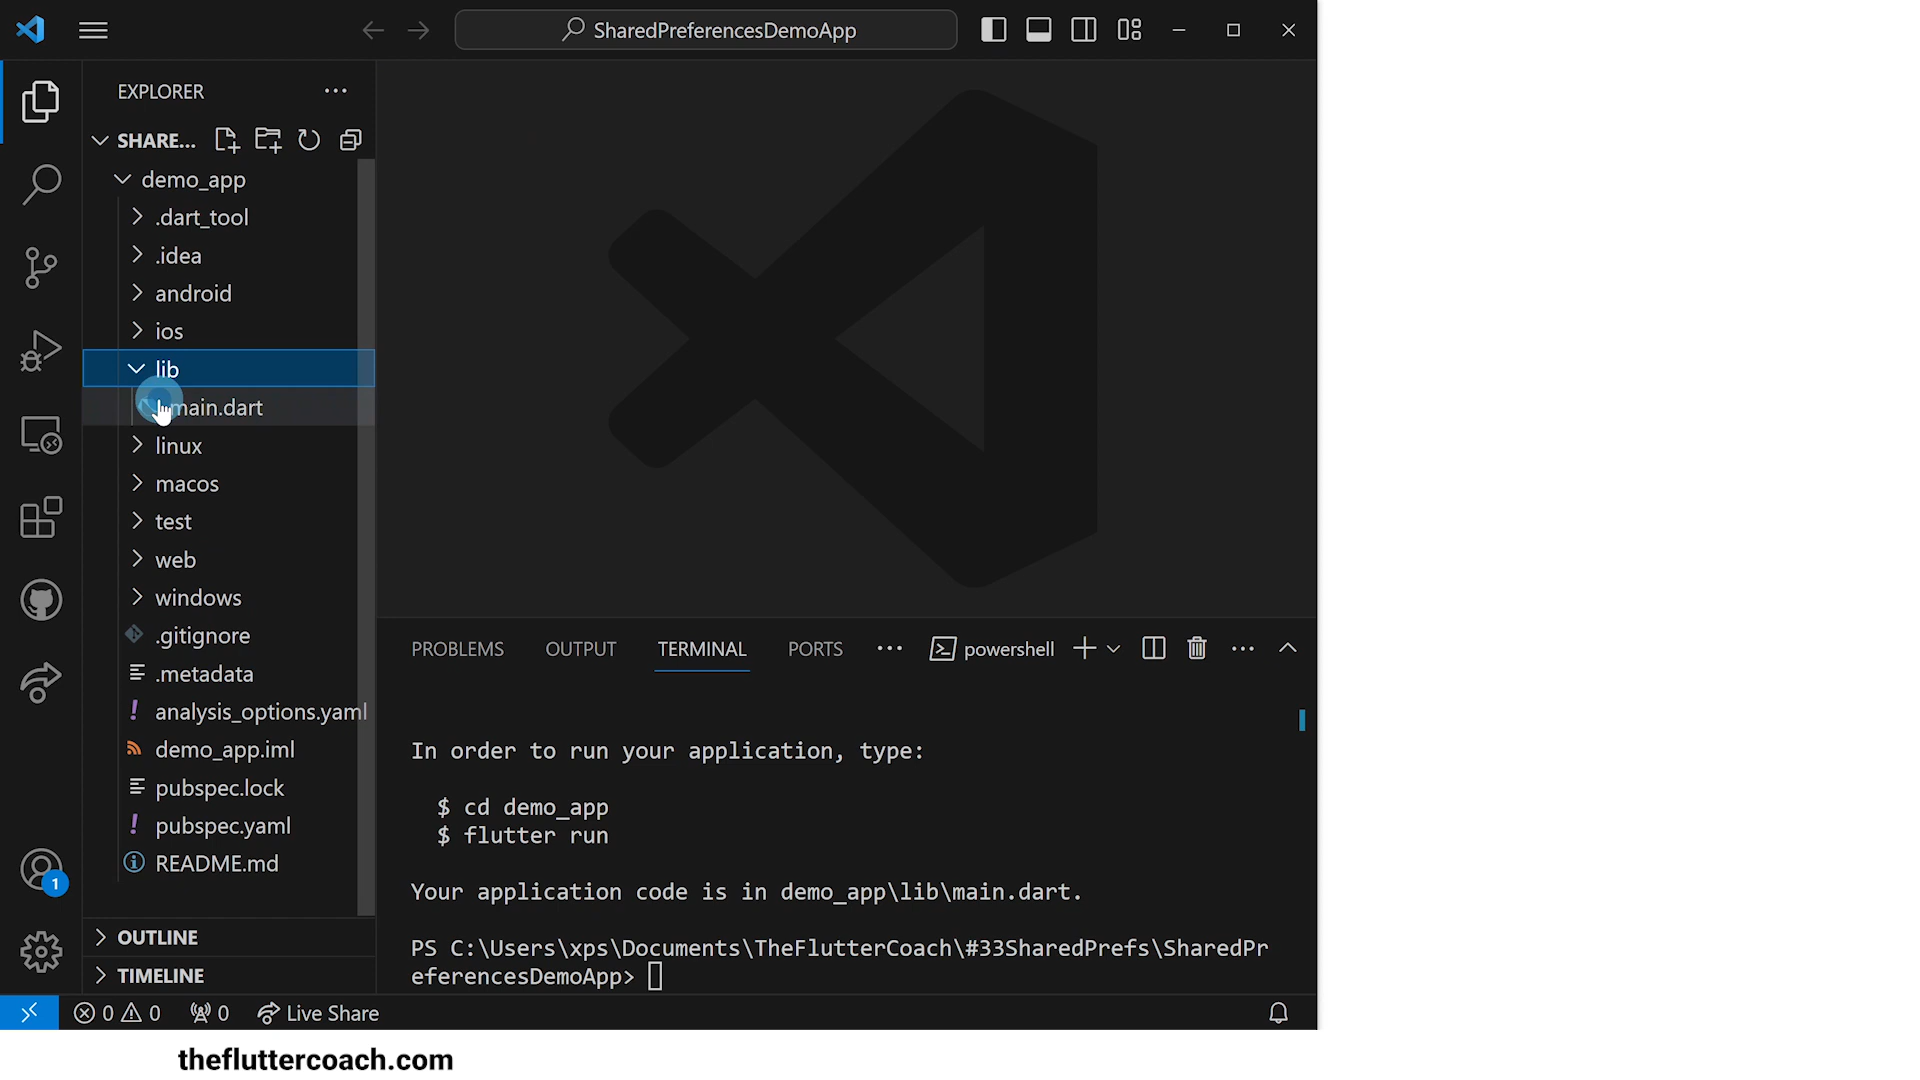 SharedPreferencesDemoApp
EXPLORER
SHARE...
demo_app
.dart_tool
.idea
android
ios
lib
main.dart
linux
macos
test
web
windows
.gitignore
.metadata
! analysis_options.yaml
demo_app.iml
pubspec.lock
! pubspec.yaml
README.md
OUTLINE
TIMELINE
1
PROBLEMS OUTPUT TERMINAL PORTS ... powershell
In order to run your application, type:
$ cd demo_app
$ flutter run
Your application code is in demo_app\lib\main.dart.
PS C:\Users\xps\Documents\TheFlutterCoach\#33SharedPrefs\SharedPr
eferencesDemoApp>
0 0 0 Live Share
thefluttercoach.com